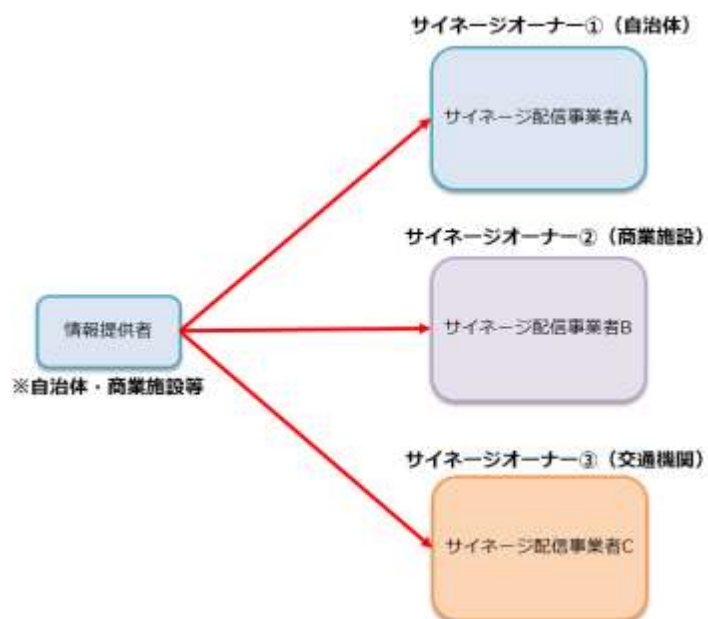 サイネージオーナー①（自治体）
サイネージ配信事業者A
サイネージオーナー②（商業施設）
サイネージ配信事業者B
情報提供者
※自治体・商業施設等
サイネージオーナー③（交通機関）
サイネージ配信事業者C